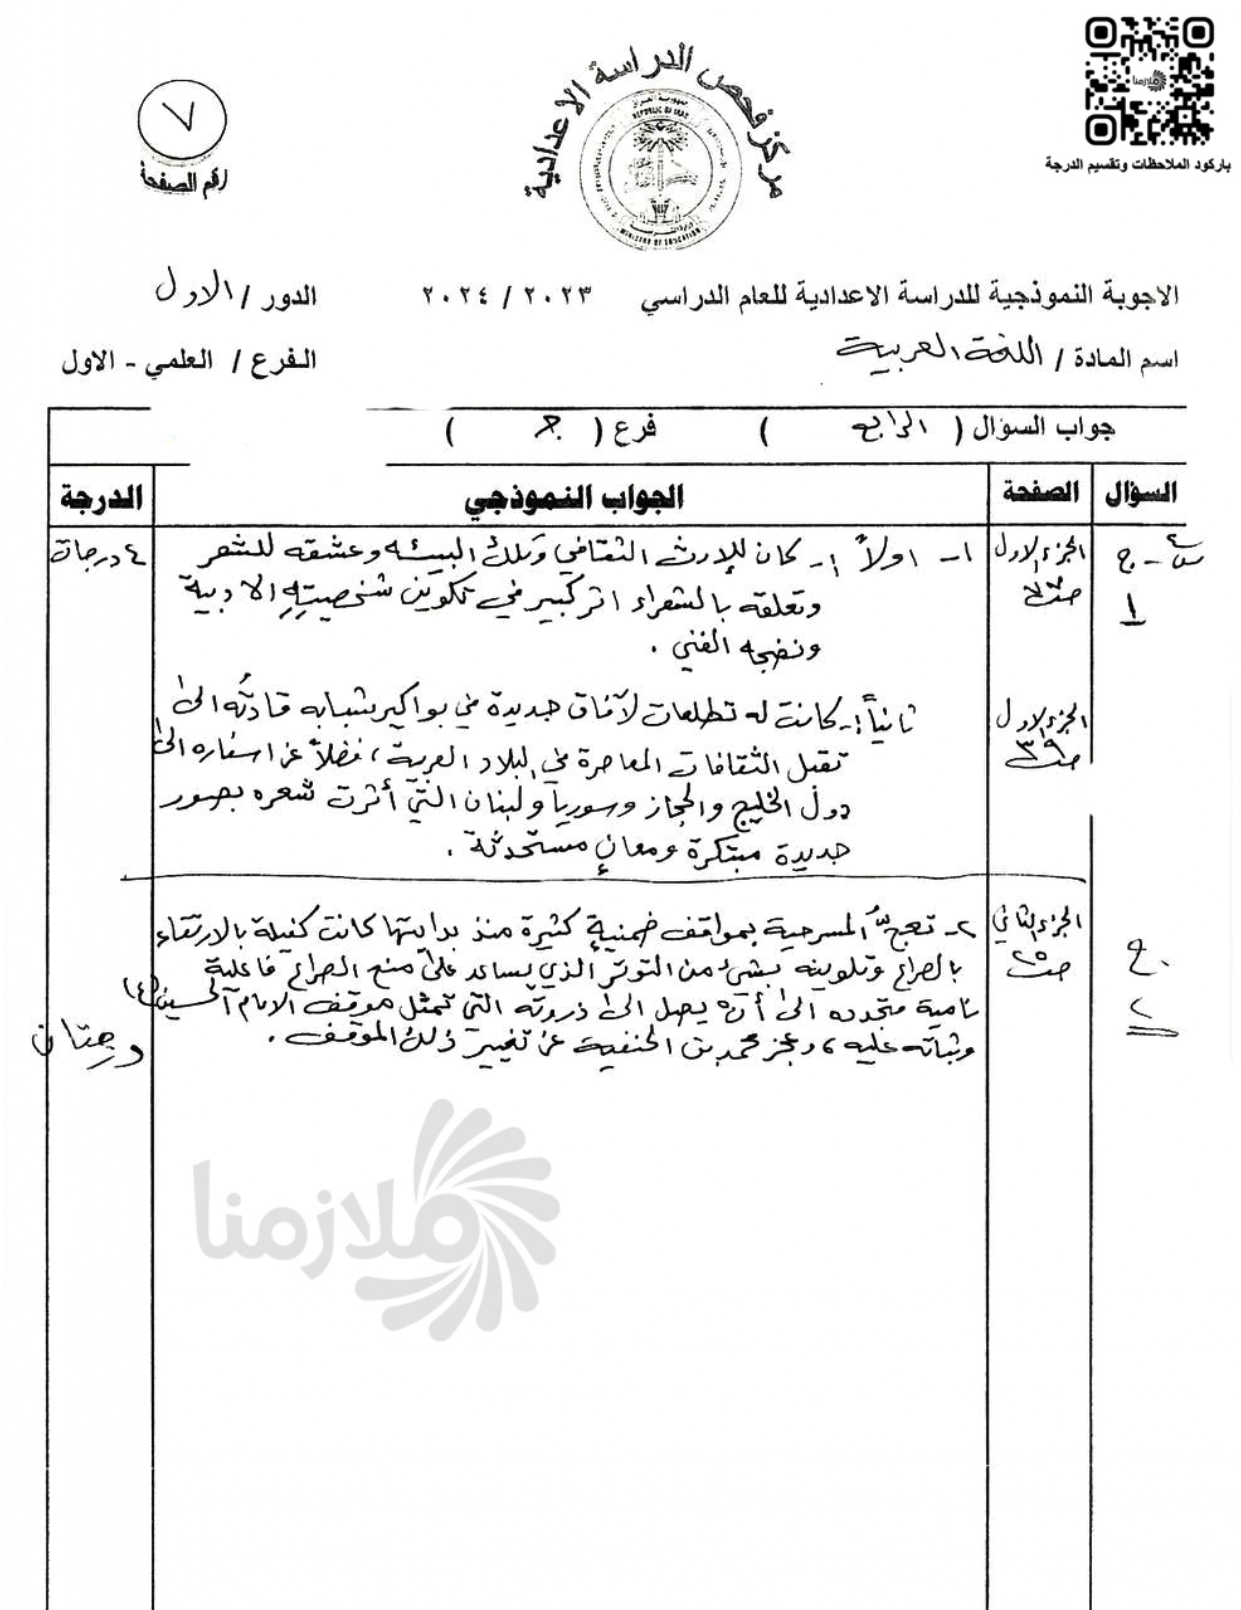 ملازمنا
باركود الملاحظات وتقسيم الدرجة
مركز فحص الدراسة الاعدادية
REPUBLIC OF IRAQ
MINISTRY OF EDUCATION
٧
رقم الصفحة
الاجوبة النموذجية للدراسة الاعدادية للعام الدراسي ٢٠٢٣ / ٢٠٢٤ الدور / الاول
اسم المادة / اللغة العربية الفرع / العلمي - الاول
جواب السؤال ( الرابع ) فرع ( ج )
السؤال الصفحة الجواب النموذجي الدرجة
س٤ - ج الجزء الاول ١- اولاً :- كان للإرث الثقافي وتلك البيئه وعشقه للشعر ٤ درجات
١ وتعلقه بالشعراء اثر كبير في تكوين شخصيتهِ الادبية
ونضجه الفني .
الجزء الاول ثانياً :- كانت له تطلعات لآفاق جديدة في بواكير شبابه قادتُه الى
ص٣٩ تقبل الثقافات المعاصرة في البلاد العربية ، فضلاً عن اسفاره الى
دول الخليج والحجاز وسوريا ولبنان التي أثرت شعره بصور
جديدة مبتكرة ومعانٍ مستحدثة .
الجزء الثاني ٢- تعجُّ المسرحية بمواقف ضمنيةٍ كثيرة منذ بدايتها كانت كفيلة بالارتقاء
ج ص٢٥ بالصراع وتلوينه بشيء من التوتر الذي يساعد على منح الصراع فاعلية
٢ نامية متجدده الى أن يصل الى ذروته التي تمثل موقف الامام الحسين (ع)
وثباته عليه ، وعجز محمد بن الحنفية عن تغيير ذلك الموقف . درجتان
ملازمنا